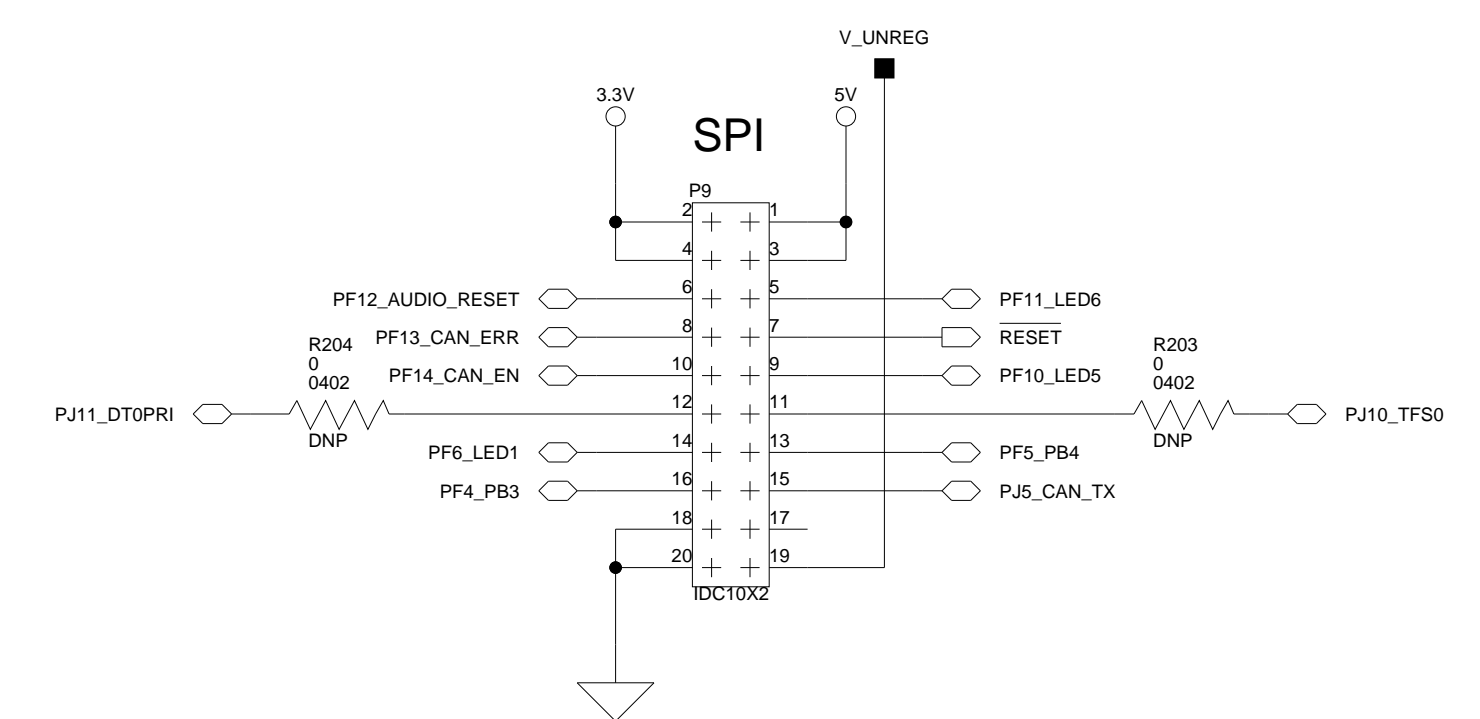 V_UNREG
3.3V 5V
SPI
P9
2 1
4 3
PF12_AUDIO_RESET 6 5 PF11_LED6
PF13_CAN_ERR 8 7 RESET
R204 R203
0 0
0402 0402
PF14_CAN_EN 10 9 PF10_LED5
PJ11_DT0PRI 12 11 PJ10_TFS0
DNP DNP
PF6_LED1 14 13 PF5_PB4
PF4_PB3 16 15 PJ5_CAN_TX
18 17
20 19
IDC10X2